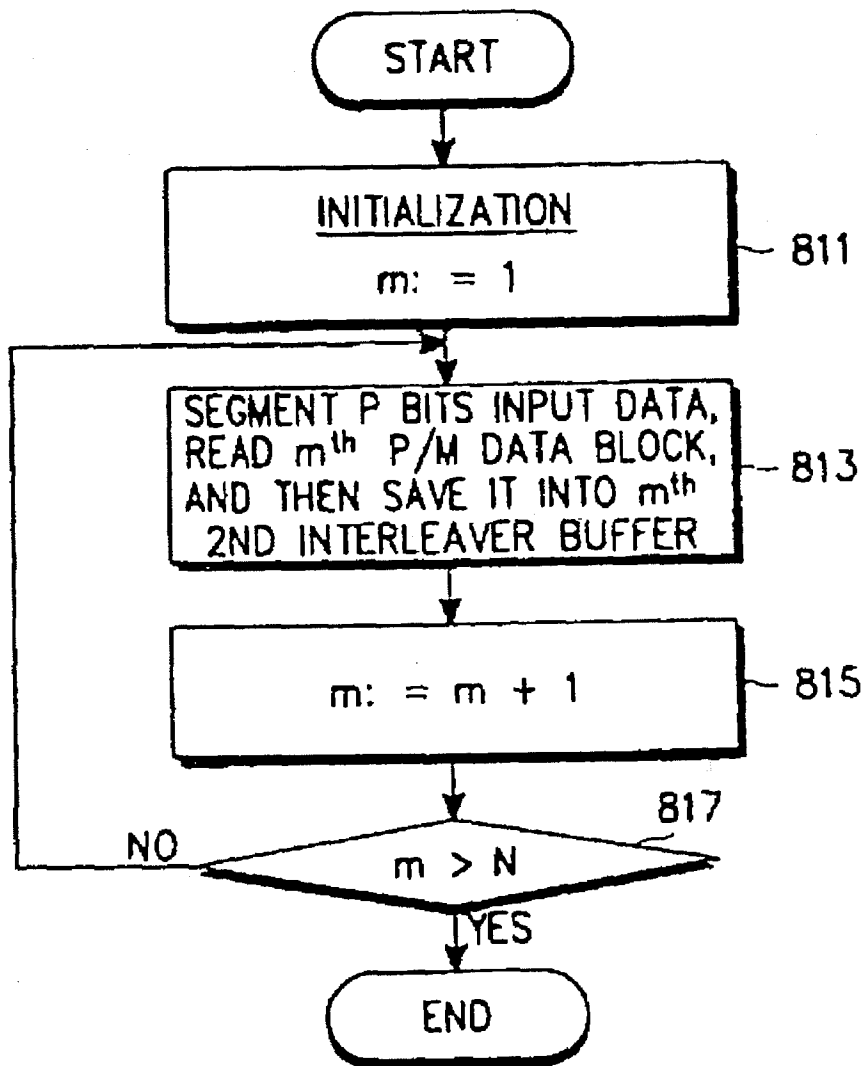 START
INITIALIZATION
m: = 1
811
SEGMENT P BITS INPUT DATA,
READ mth P/M DATA BLOCK,
AND THEN SAVE IT INTO mth
2ND INTERLEAVER BUFFER
813
m: = m + 1
815
817
NO
m > N
YES
END